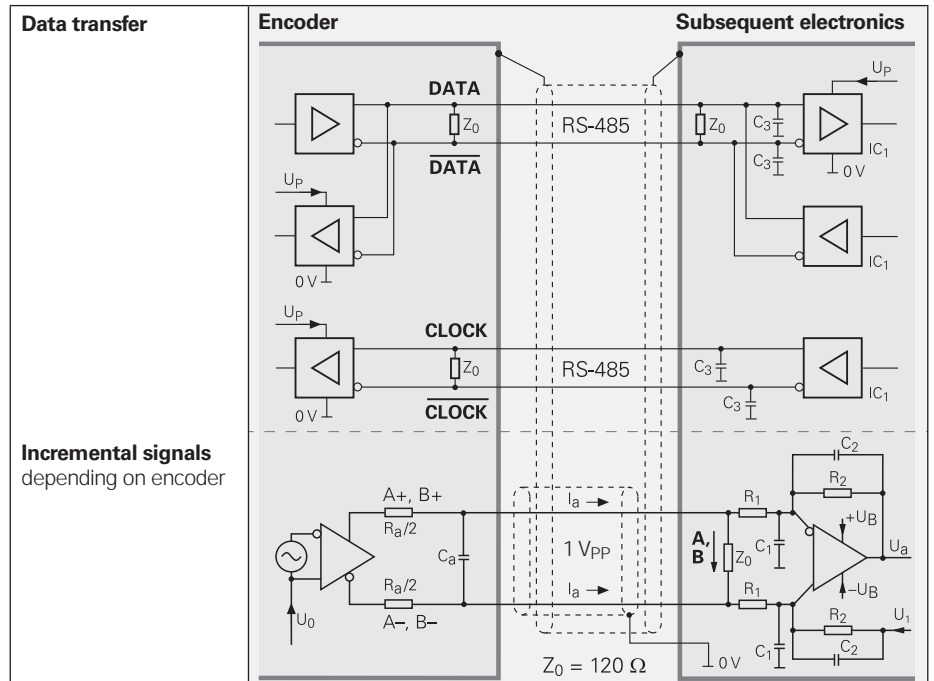 Data transfer
Encoder
Subsequent electronics
DATA
Z0
DATA
RS-485
Z0
C3
C3
UP
IC1
0 V
UP
0 V
IC1
UP
CLOCK
Z0
CLOCK
0 V
RS-485
C3
C3
IC1
Incremental signals
depending on encoder
A+, B+
Ra/2
Ca
Ra/2
A–, B–
U0
Ia
1 VPP
Ia
Z0 = 120 Ω
0 V
A,
B
Z0
R1
C1
R1
C1
C2
R2
+UB
Ua
–UB
U1
R2
C2